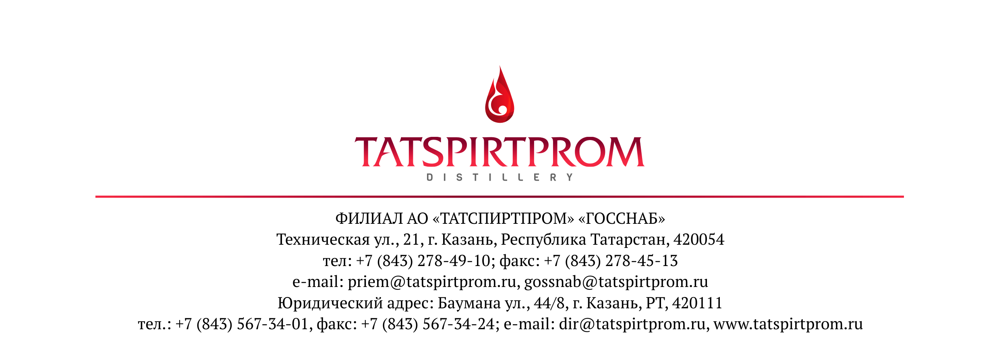 TATSPIRTPROM
DISTILLERY
ФИЛИАЛ АО «ТАТСПИРТПРОМ» «ГОССНАБ»
Техническая ул., 21, г. Казань, Республика Татарстан, 420054
тел: +7 (843) 278-49-10; факс: +7 (843) 278-45-13
e-mail: priem@tatspirtprom.ru, gossnab@tatspirtprom.ru
Юридический адрес: Баумана ул., 44/8, г. Казань, РТ, 420111
тел.: +7 (843) 567-34-01, факс: +7 (843) 567-34-24; e-mail: dir@tatspirtprom.ru, www.tatspirtprom.ru